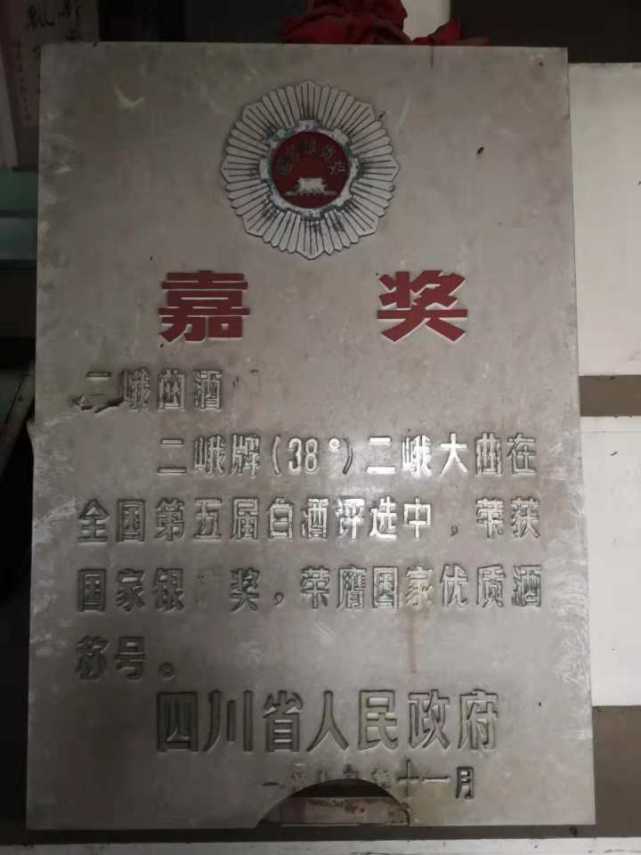 嘉 奖
二峨曲酒
二峨牌(38°)二峨大曲在
全国第五届白酒评选中，荣获
国家银 奖，荣膺国家优质酒
称号。
四川省人民政府
十一月